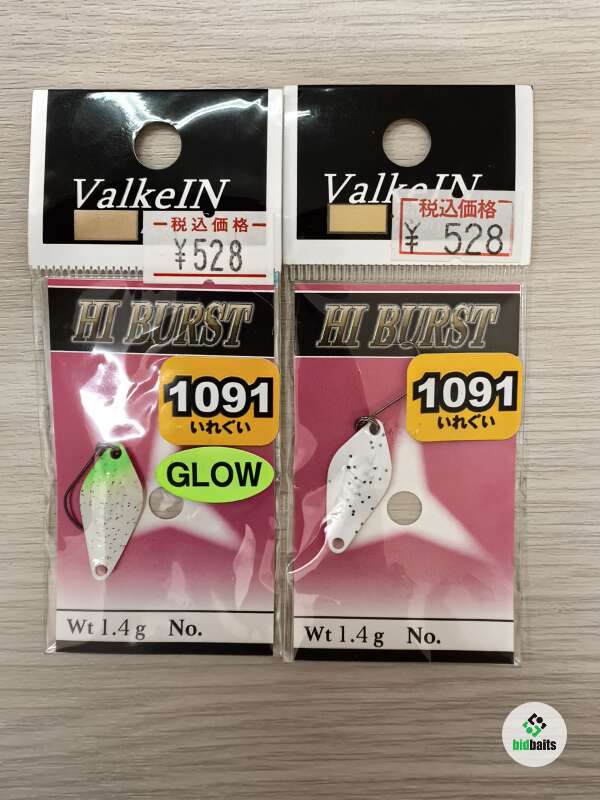 ValkeIN
税込価格
¥528
HI BURST
1091
いれぐい
GLOW
Wt 1.4g No.
ValkeIN
税込価格
¥ 528
HI BURST
1091
いれぐい
Wt 1.4g No.
bidbaits